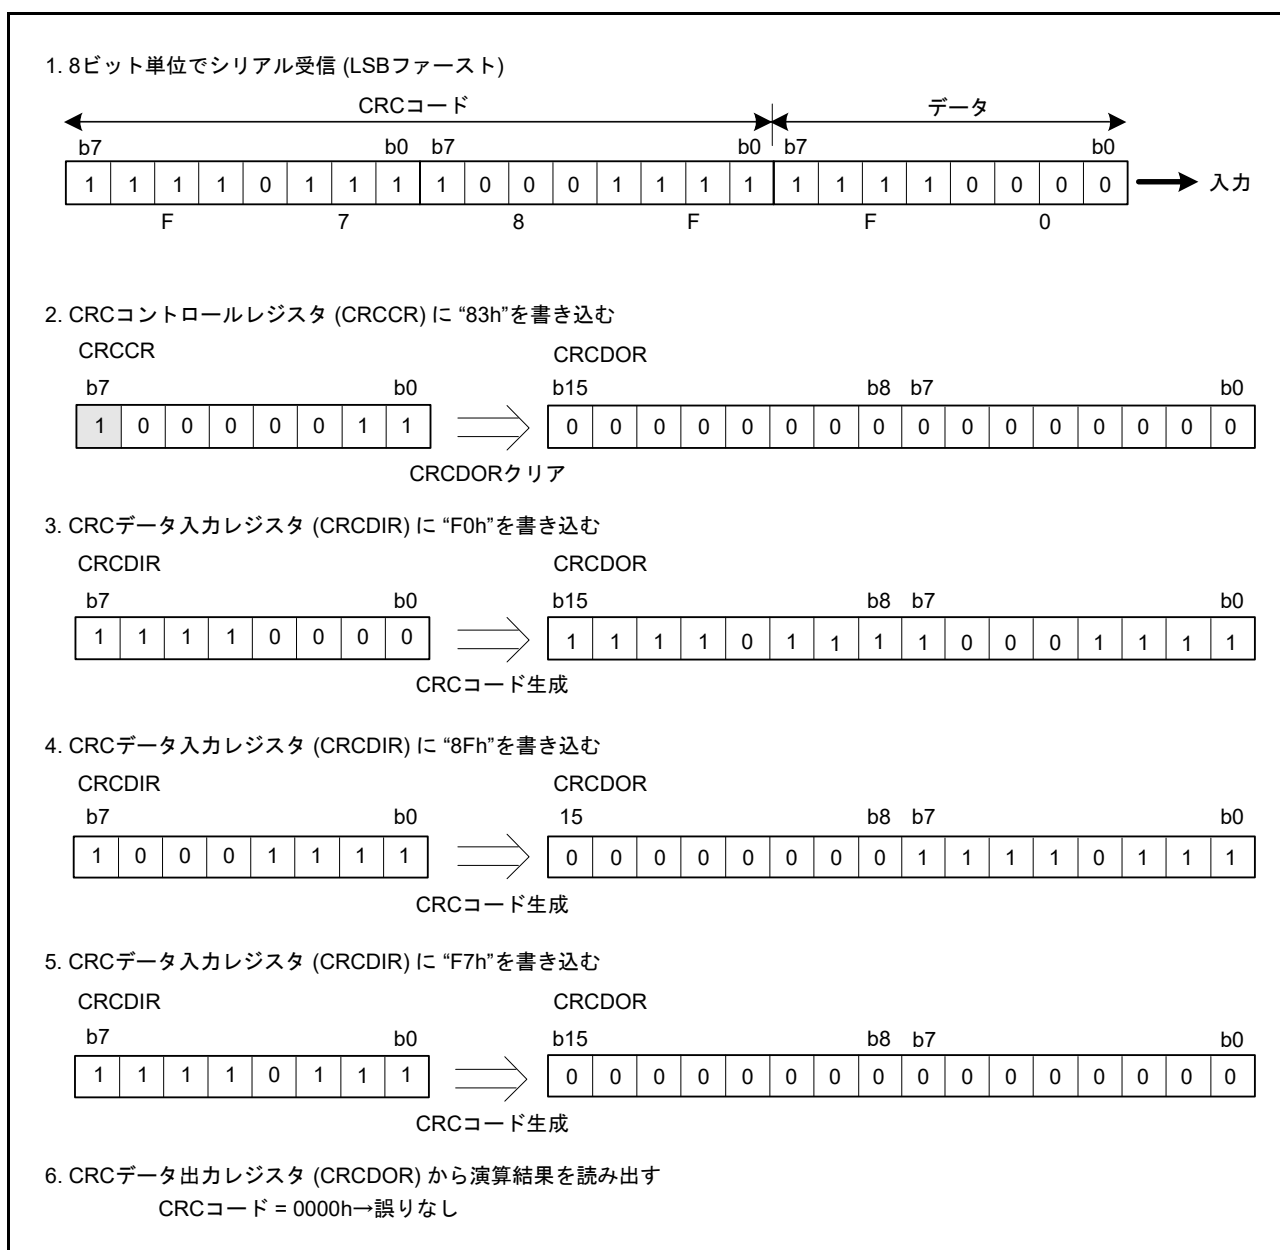 1. 8ビット単位でシリアル受信 (LSBファースト)
CRCコード データ
b7 b0 b7 b0 b7 b0
1 1 1 1 0 1 1 1 1 0 0 0 1 1 1 1 1 1 1 1 0 0 0 0 入力
F 7 8 F F 0
2. CRCコントロールレジスタ (CRCCR) に “83h”を書き込む
CRCCR CRCDOR
b7 b0 b15 b8 b7 b0
1 0 0 0 0 0 1 1 0 0 0 0 0 0 0 0 0 0 0 0 0 0 0 0
CRCDORクリア
3. CRCデータ入力レジスタ (CRCDIR) に “F0h”を書き込む
CRCDIR CRCDOR
b7 b0 b15 b8 b7 b0
1 1 1 1 0 0 0 0 1 1 1 1 0 1 1 1 1 0 0 0 1 1 1 1
CRCコード生成
4. CRCデータ入力レジスタ (CRCDIR) に “8Fh”を書き込む
CRCDIR CRCDOR
b7 b0 15 b8 b7 b0
1 0 0 0 1 1 1 1 0 0 0 0 0 0 0 0 1 1 1 1 0 1 1 1
CRCコード生成
5. CRCデータ入力レジスタ (CRCDIR) に “F7h”を書き込む
CRCDIR CRCDOR
b7 b0 b15 b8 b7 b0
1 1 1 1 0 1 1 1 0 0 0 0 0 0 0 0 0 0 0 0 0 0 0 0
CRCコード生成
6. CRCデータ出力レジスタ (CRCDOR) から演算結果を読み出す
CRCコード = 0000h→誤りなし